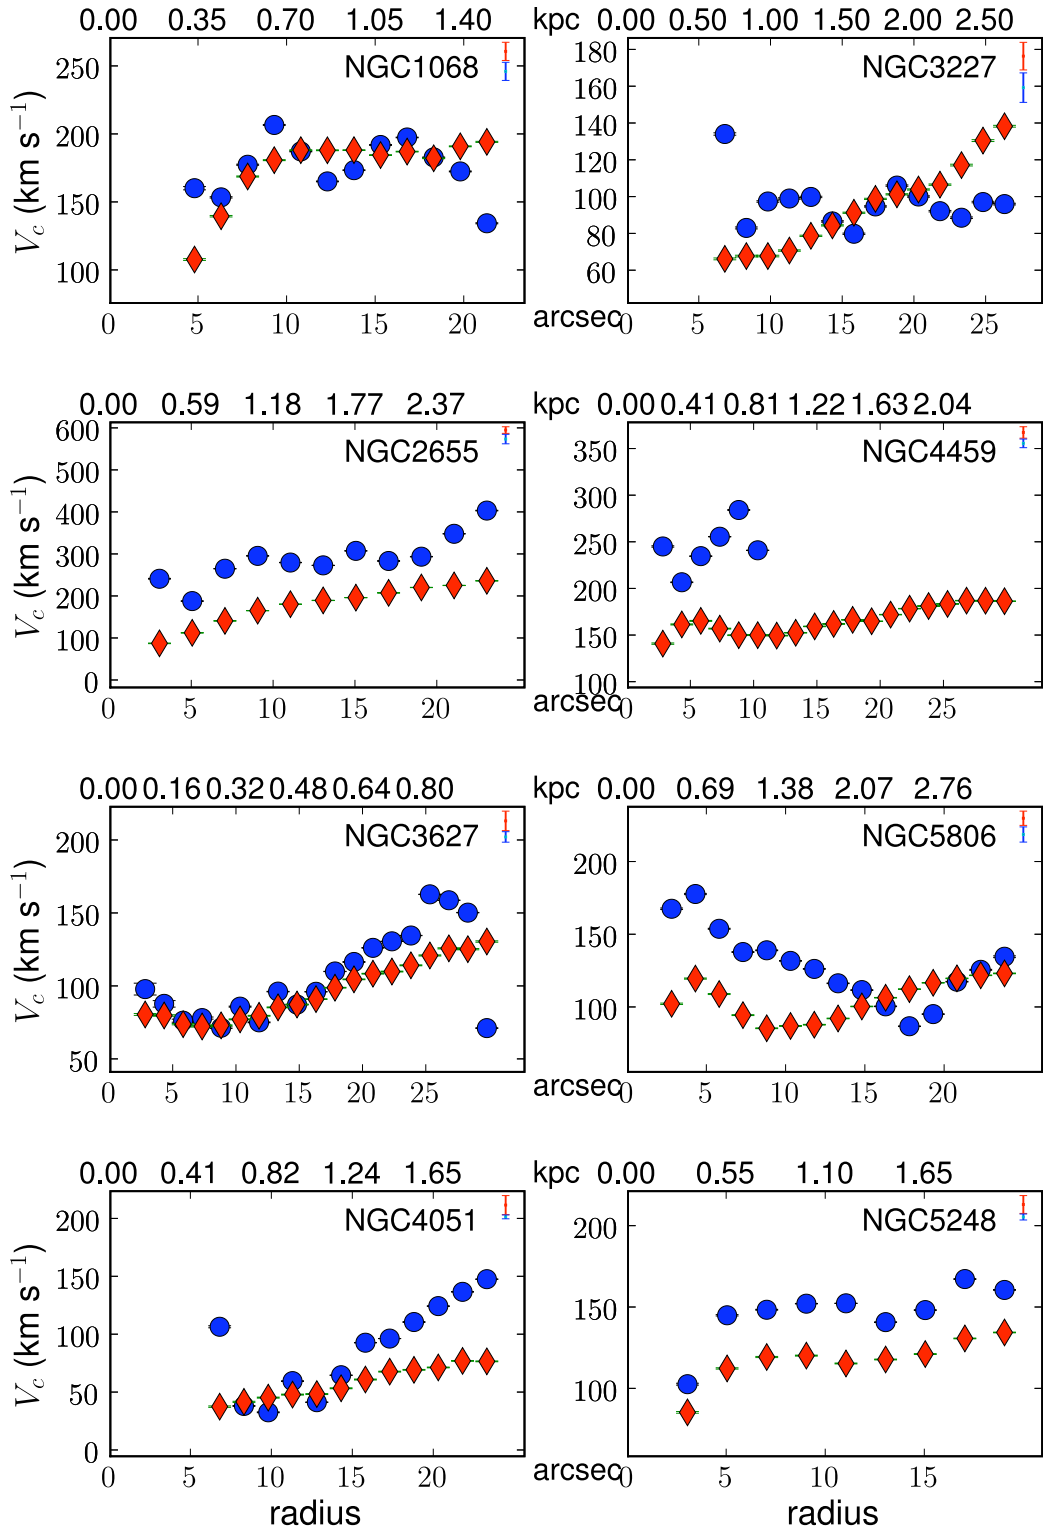 0.00 0.35 0.70 1.05 1.40 kpc 0.00 0.50 1.00 1.50 2.00 2.50
NGC1068
V_c (km s⁻¹)
250
200
150
100
0 5 10 15 20
NGC3227
180
160
140
120
100
80
60
arcsec
0 5 10 15 20 25
0.00 0.59 1.18 1.77 2.37 kpc 0.00 0.41 0.81 1.22 1.63 2.04
NGC2655
V_c (km s⁻¹)
600
500
400
300
200
100
0
0 5 10 15 20
NGC4459
350
300
250
200
150
100
arcsec
0 5 10 15 20 25
0.00 0.16 0.32 0.48 0.64 0.80 kpc 0.00 0.69 1.38 2.07 2.76
NGC3627
V_c (km s⁻¹)
200
150
100
50
0 5 10 15 20 25
NGC5806
200
150
100
arcsec
0 5 10 15 20
0.00 0.41 0.82 1.24 1.65 kpc 0.00 0.55 1.10 1.65
NGC4051
V_c (km s⁻¹)
200
150
100
50
0
0 5 10 15 20
radius
NGC5248
200
150
100
arcsec
0 5 10 15
radius